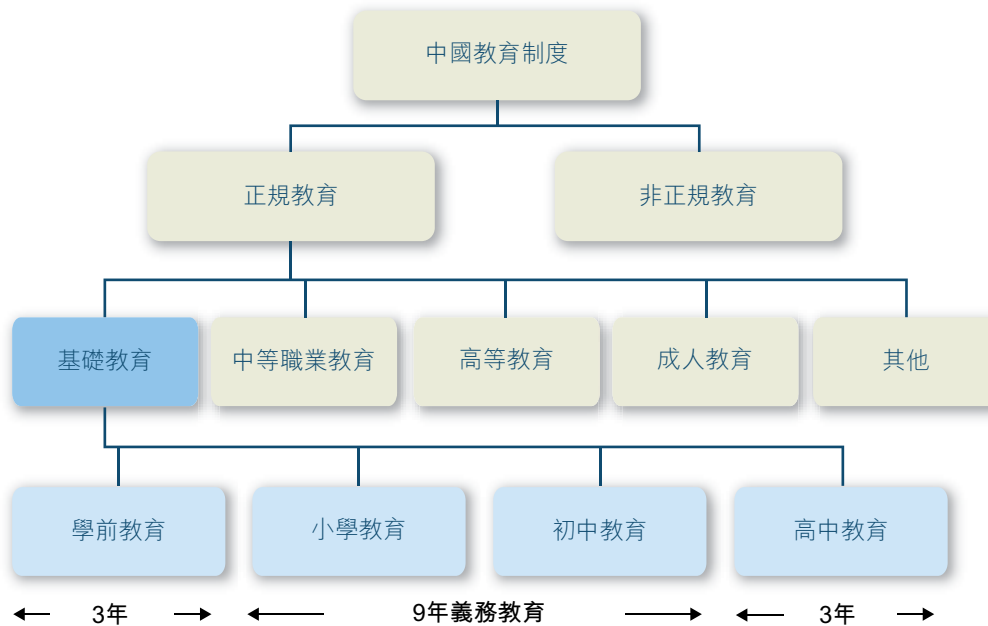 中國教育制度
正規教育
非正規教育
基礎教育
中等職業教育
高等教育
成人教育
其他
學前教育
小學教育
初中教育
高中教育
3年
9年義務教育
3年